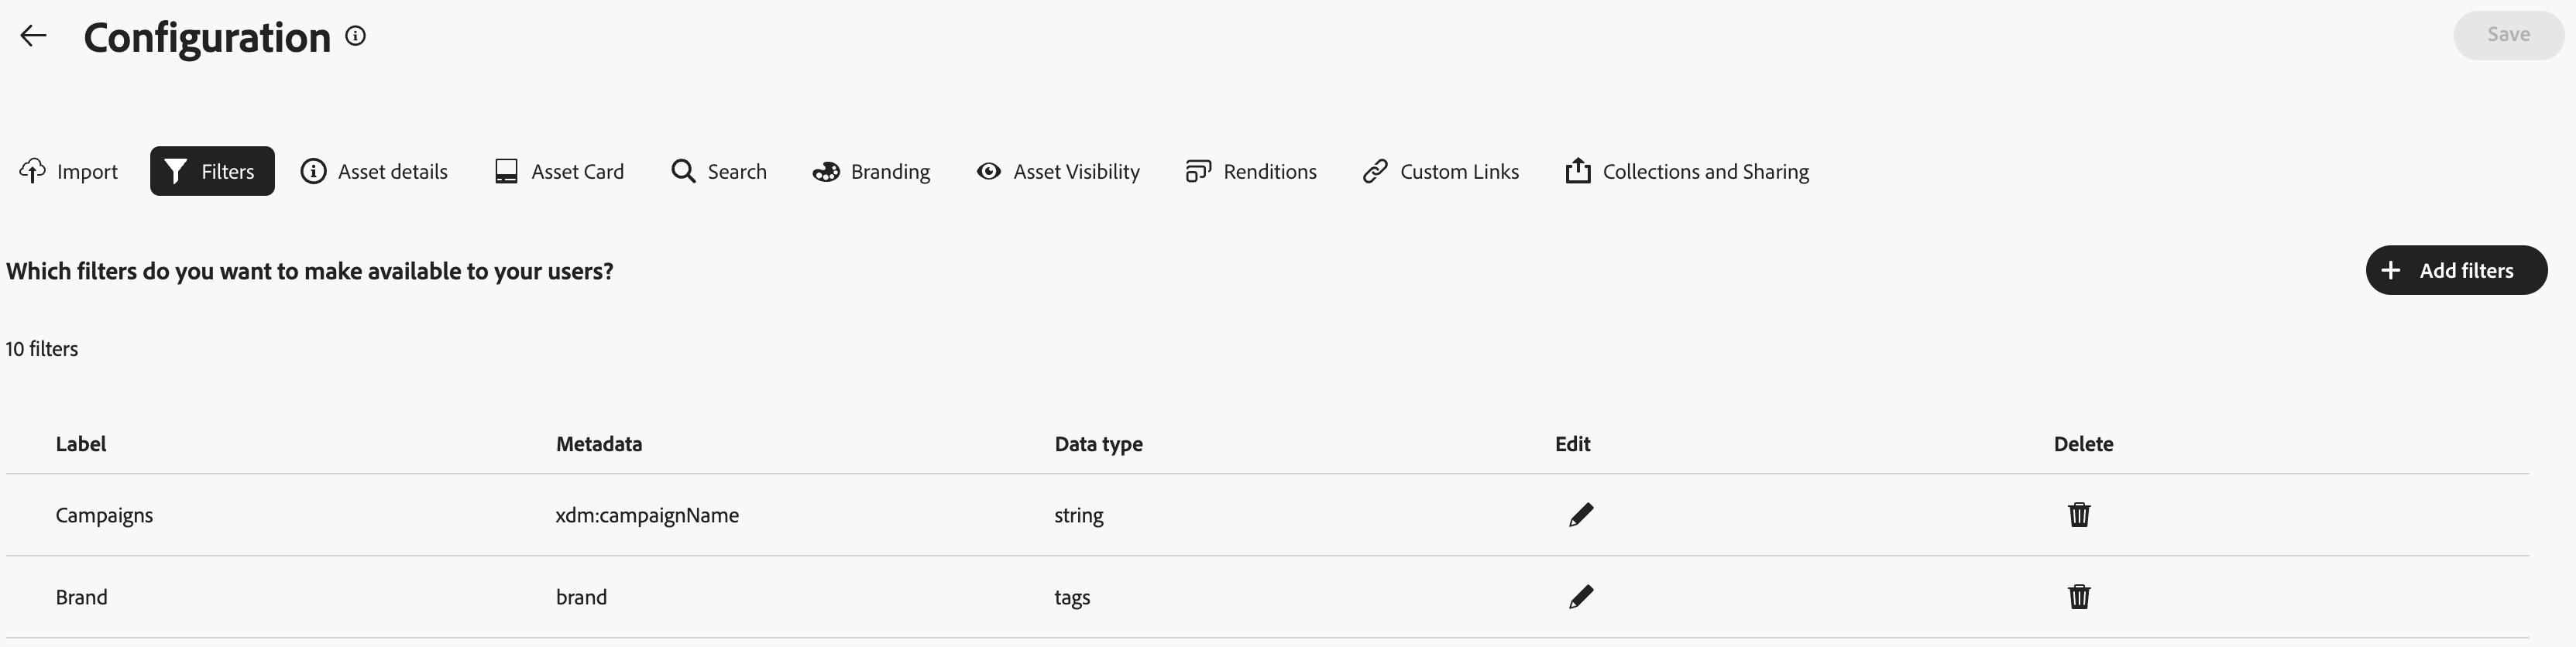 Configuration
Save
Import Filters Asset details Asset Card Search Branding Asset Visibility Renditions Custom Links Collections and Sharing
Which filters do you want to make available to your users?
Add filters
10 filters
Label Metadata Data type Edit Delete
Campaigns xdm:campaignName string
Brand brand tags